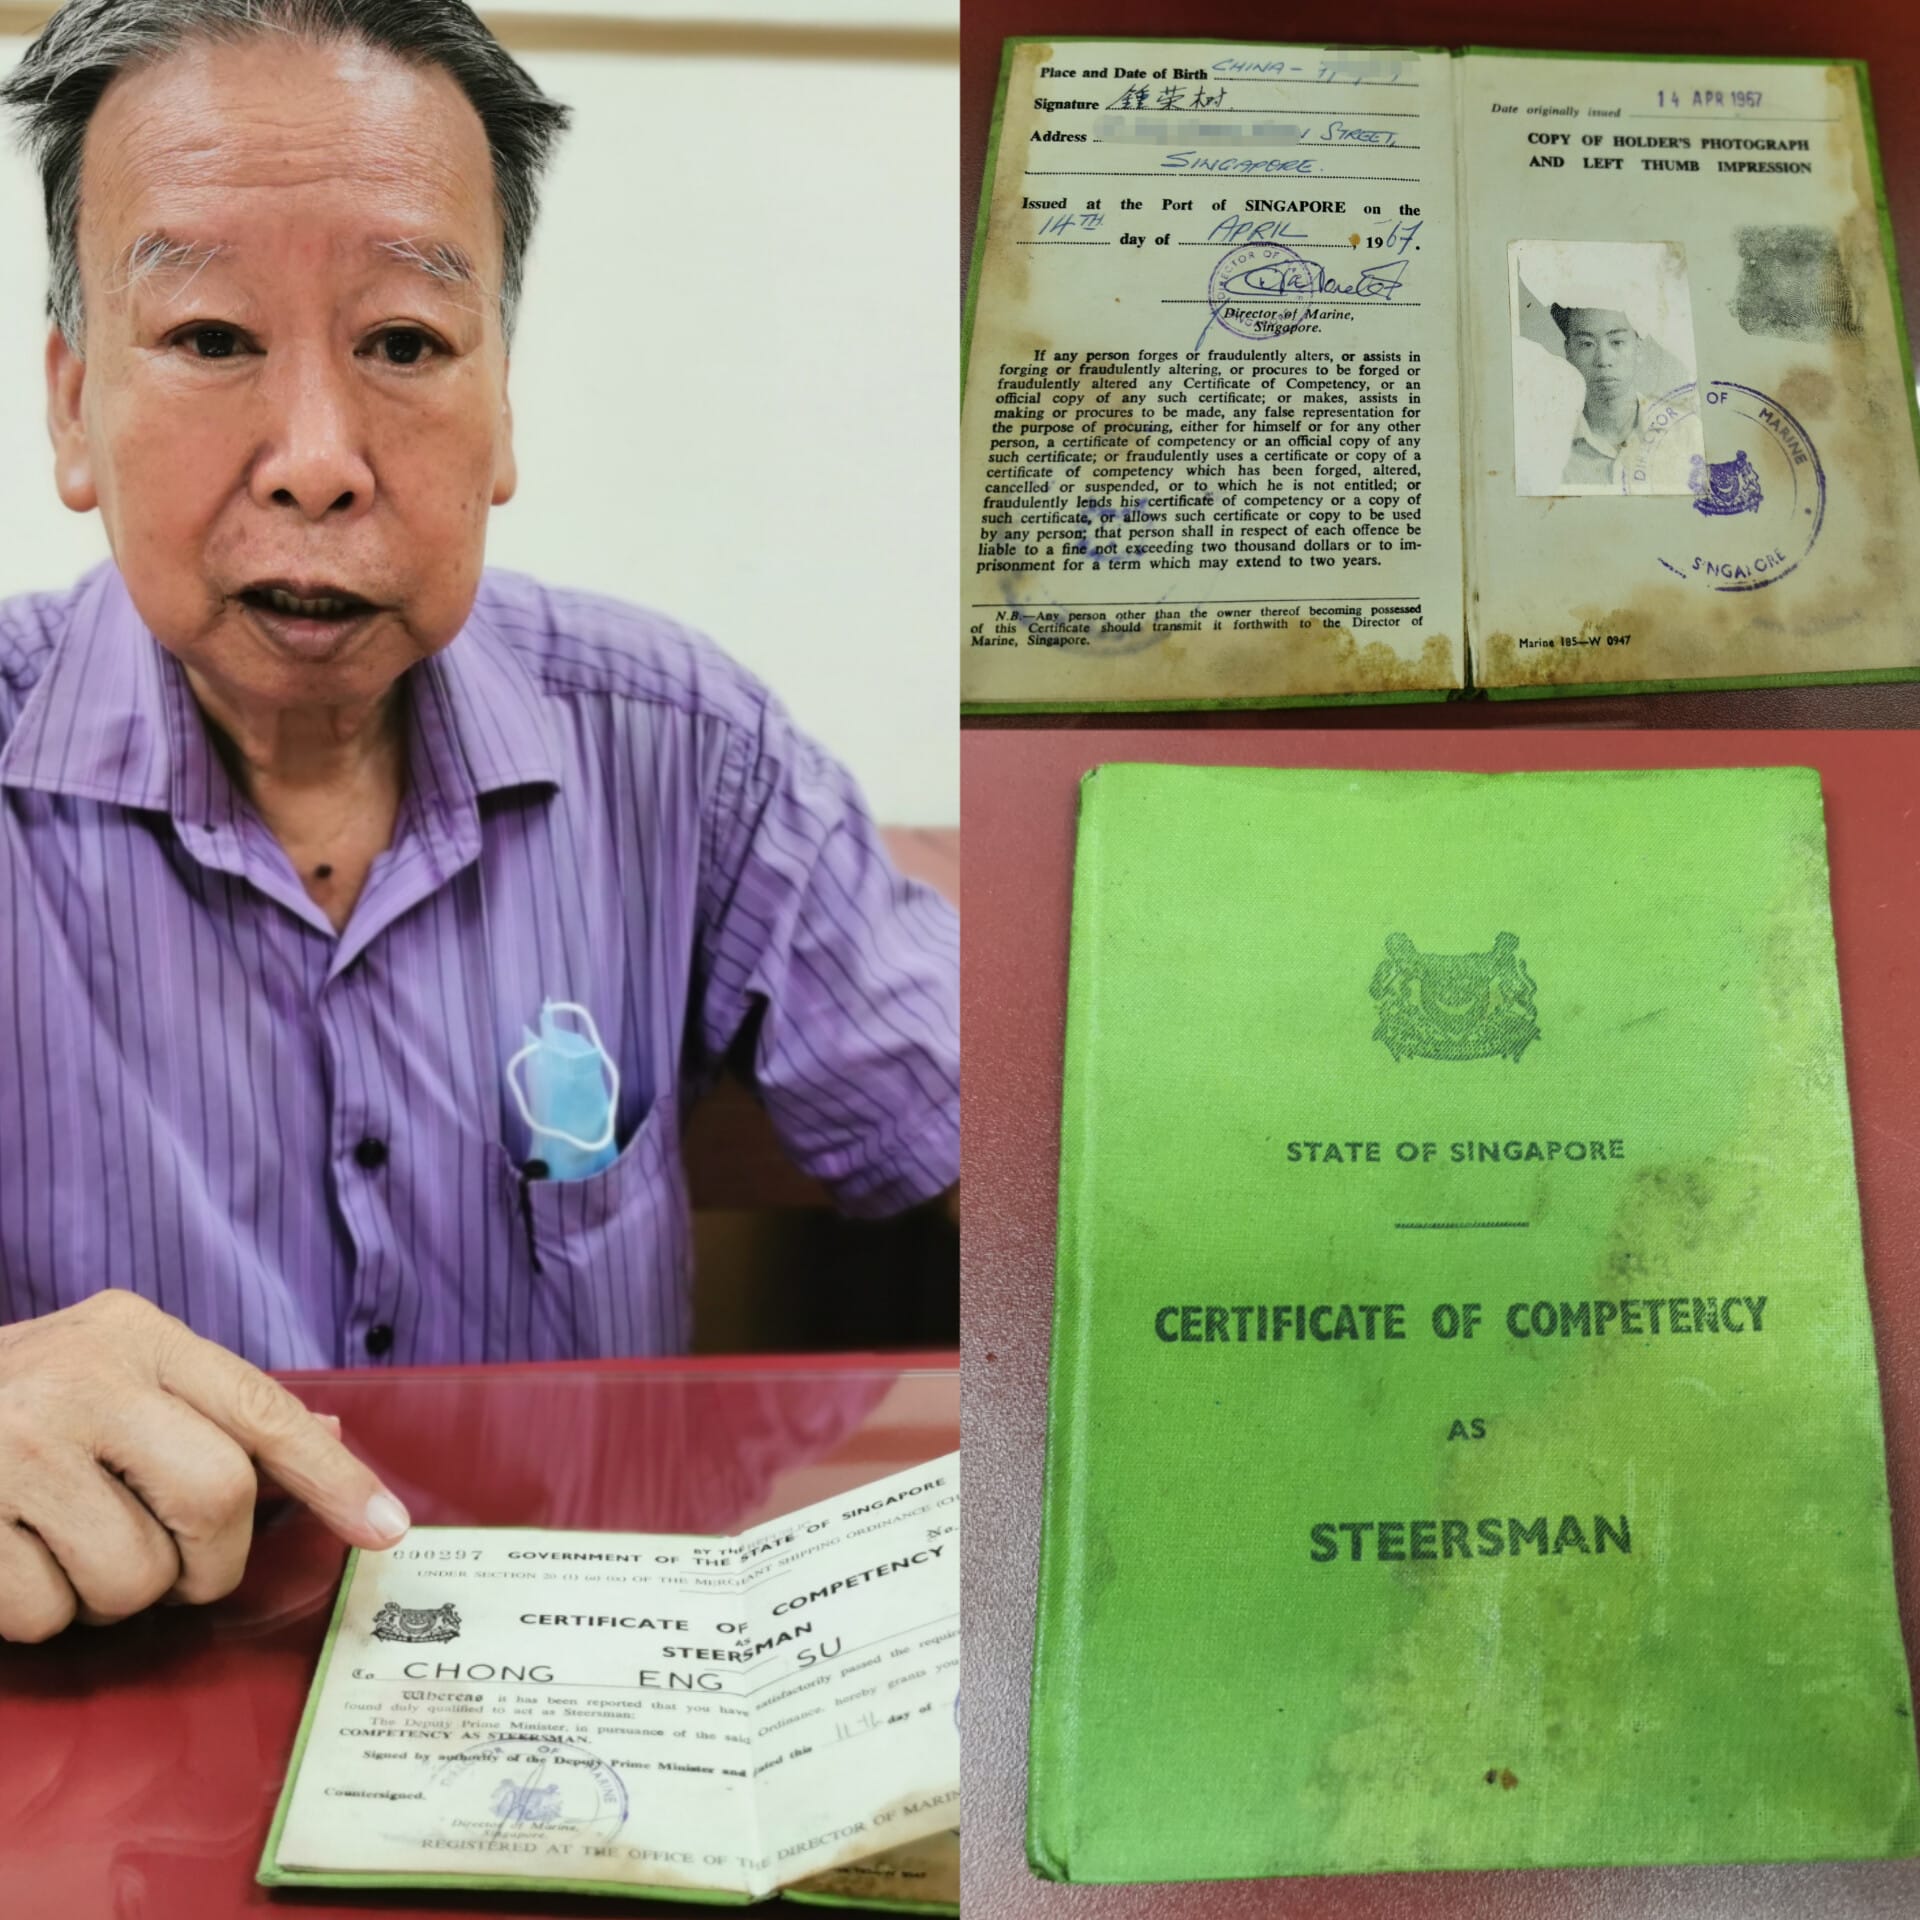 090297 GOVERNMENT OF THE STATE OF SINGAPORE
UNDER SECTION 20 (1) OF THE MERCHANT SHIPPING ORDINANCE
No.
CERTIFICATE OF COMPETENCY
AS
STEERSMAN
To CHONG ENG SU
Whereas it has been reported that you have satisfactorily passed the
found duly qualified to act as Steersman;
The Deputy Prime Minister, in pursuance of the said Ordinance, hereby grants you
COMPETENCY AS STEERSMAN.
Signed by authority of the Deputy Prime Minister and dated this 11th day of
Countersigned.
DIRECTOR OF MARINE
Director of Marine,
Singapore.
REGISTERED AT THE OFFICE OF THE DIRECTOR OF MARINE
Place and Date of Birth CHINA –
Signature 鍾荣树
Address STREET,
SINGAPORE.
Issued at the Port of SINGAPORE on the
14TH day of APRIL, 1967.
DIRECTOR OF
Director of Marine,
Singapore.
If any person forges or fraudulently alters, or assists in
forging or fraudulently altering, or procures to be forged or
fraudulently altered any Certificate of Competency, or an
official copy of any such certificate; or makes, assists in
making or procures to be made, any false representation for
the purpose of procuring, either for himself or for any other
person, a certificate of competency or an official copy of any
such certificate; or fraudulently uses a certificate or copy of a
certificate of competency which has been forged, altered,
cancelled or suspended, or to which he is not entitled; or
fraudulently lends his certificate of competency or a copy of
such certificate, or allows such certificate or copy to be used
by any person; that person shall in respect of each offence be
liable to a fine not exceeding two thousand dollars or to im-
prisonment for a term which may extend to two years.
N.B.—Any person other than the owner thereof becoming possessed
of this Certificate should transmit it forthwith to the Director of
Marine, Singapore.
Date originally issued 14 APR 1967
COPY OF HOLDER'S PHOTOGRAPH
AND LEFT THUMB IMPRESSION
DIRECTOR OF MARINE
SINGAPORE
Marine 185—W 0947
STATE OF SINGAPORE
CERTIFICATE OF COMPETENCY
AS
STEERSMAN